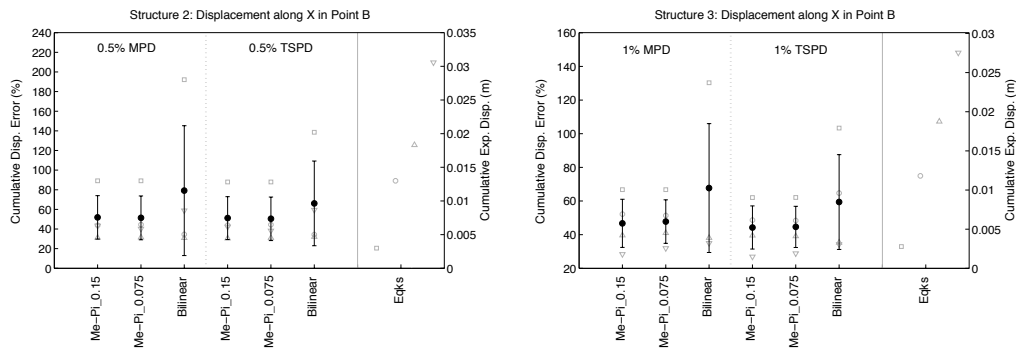 Structure 2: Displacement along X in Point B
Cumulative Disp. Error (%)
240
220
200
180
160
140
120
100
80
60
40
20
0
0.5% MPD
0.5% TSPD
0.035
0.03
0.025
0.02
0.015
0.01
0.005
0
Cumulative Exp. Disp. (m)
Me−Pi_0.15
Me−Pi_0.075
Bilinear
Me−Pi_0.15
Me−Pi_0.075
Bilinear
Eqks
Structure 3: Displacement along X in Point B
Cumulative Disp. Error (%)
160
140
120
100
80
60
40
20
1% MPD
1% TSPD
0.03
0.025
0.02
0.015
0.01
0.005
0
Cumulative Exp. Disp. (m)
Me−Pi_0.15
Me−Pi_0.075
Bilinear
Me−Pi_0.15
Me−Pi_0.075
Bilinear
Eqks